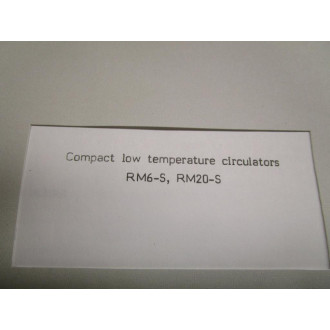 Compact low temperature circulators
RM6-S, RM20-S